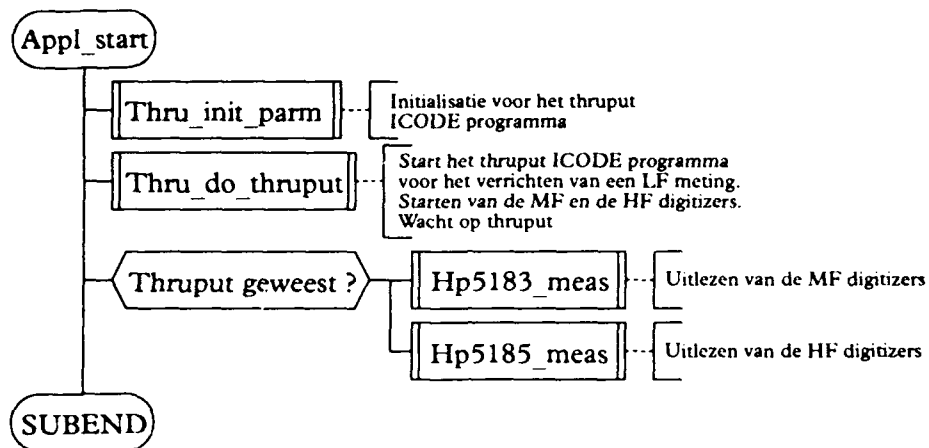 Appl_start
Thru_init_parm
Initialisatie voor het thruput
ICODE programma
Thru_do_thruput
Start het thruput ICODE programma
voor het verrichten van een LF meting.
Starten van de MF en de HF digitizers.
Wacht op thruput
Thruput geweest ?
Hp5183_meas
Uitlezen van de MF digitizers
Hp5185_meas
Uitlezen van de HF digitizers
SUBEND